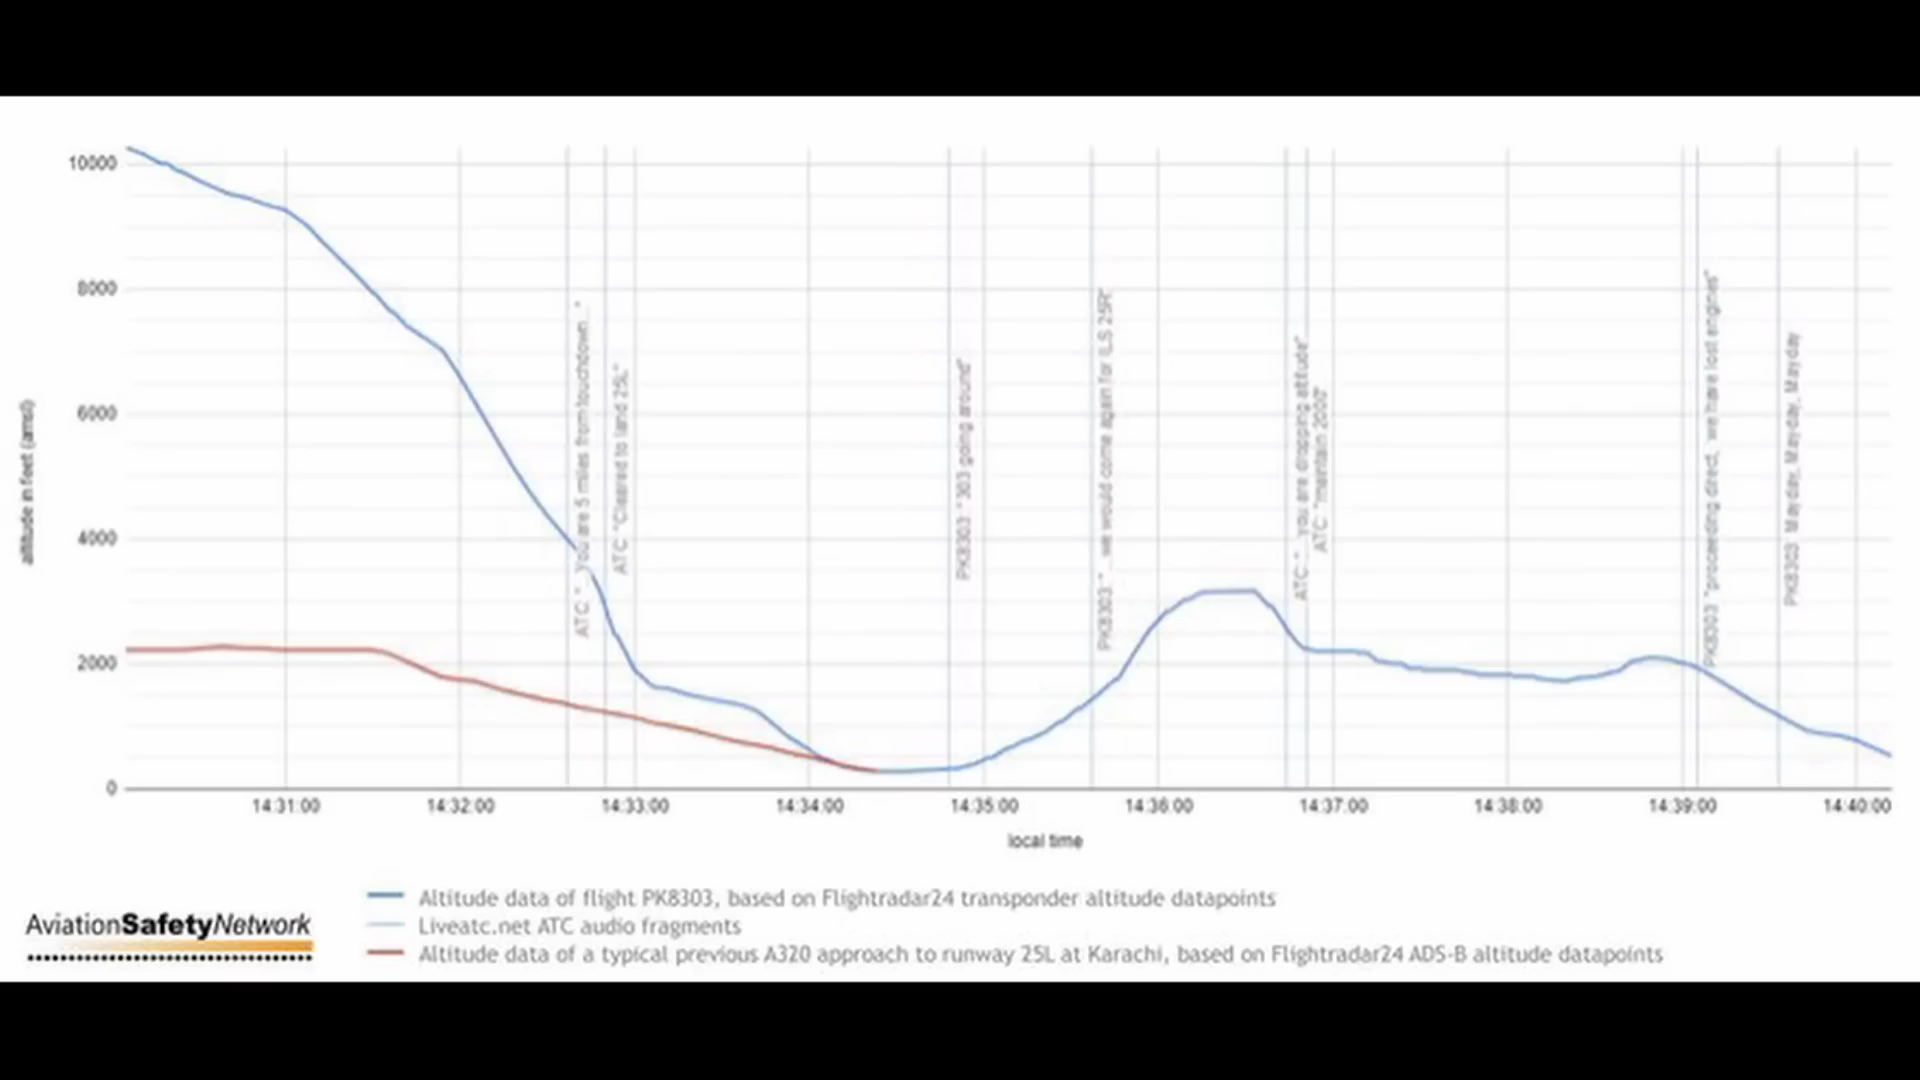 10000
8000
6000
4000
2000
0
altitude in feet (amsl)
ATC: "...you are 5 miles from touchdown..."
ATC "Cleared to land 25L"
PK8303: "303 going around"
PK8303: "...we would come again for ILS 25R"
ATC: "...you are dropping altitude"
ATC: "maintain 2000"
PK8303: "proceeding direct, we have lost engines"
PK8303: Mayday, Mayday, Mayday
14:31:00 14:32:00 14:33:00 14:34:00 14:35:00 14:36:00 14:37:00 14:38:00 14:39:00 14:40:00
local time
AviationSafetyNetwork
Altitude data of flight PK8303, based on Flightradar24 transponder altitude datapoints
Liveatc.net ATC audio fragments
Altitude data of a typical previous A320 approach to runway 25L at Karachi, based on Flightradar24 ADS-B altitude datapoints